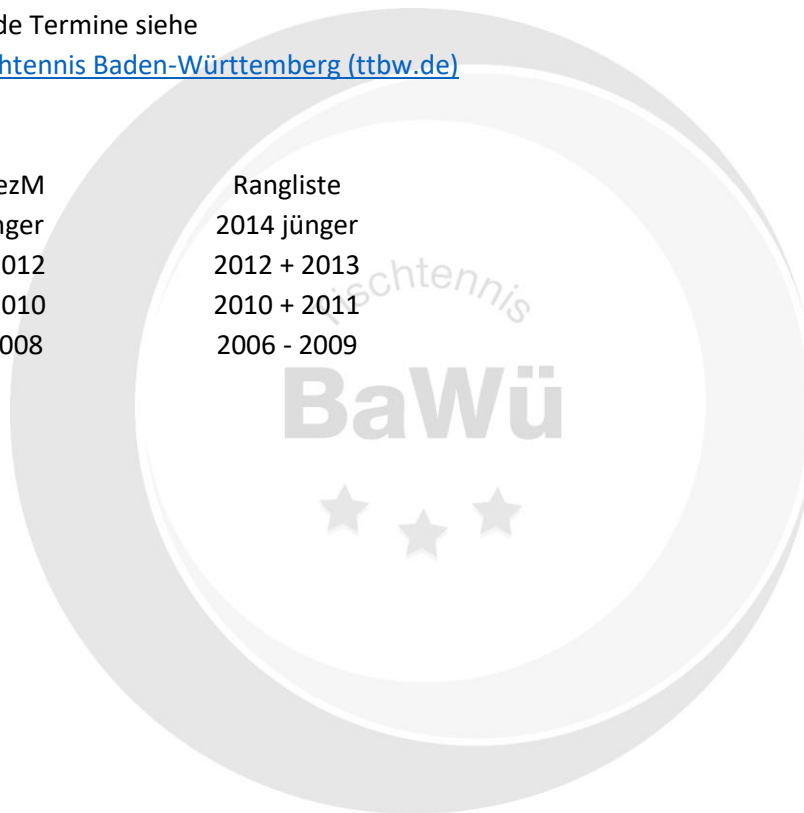 de Termine siehe
chtennis Baden-Württemberg (ttbw.de)
ezM Rangliste
nger 2014 jünger
012 2012 + 2013
010 2010 + 2011
008 2006 - 2009
Tischtennis
BaWü